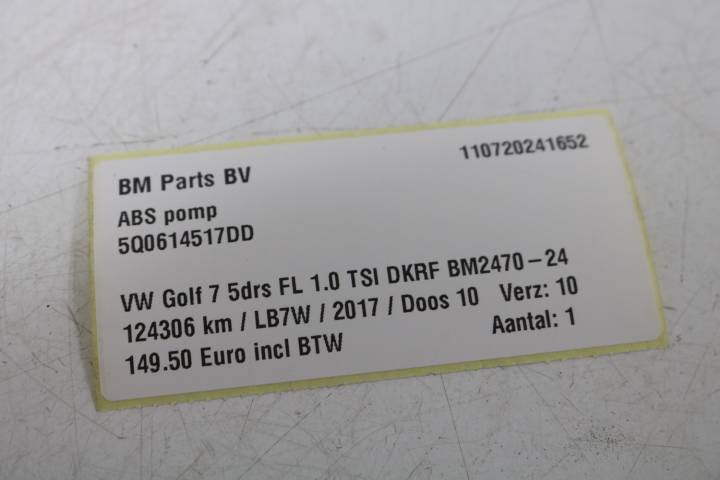 110720241652
BM Parts BV
ABS pomp
5Q0614517DD
VW Golf 7 5drs FL 1.0 TSI DKRF BM2470-24
124306 km / LB7W / 2017 / Doos 10 Verz: 10
149.50 Euro incl BTW Aantal: 1